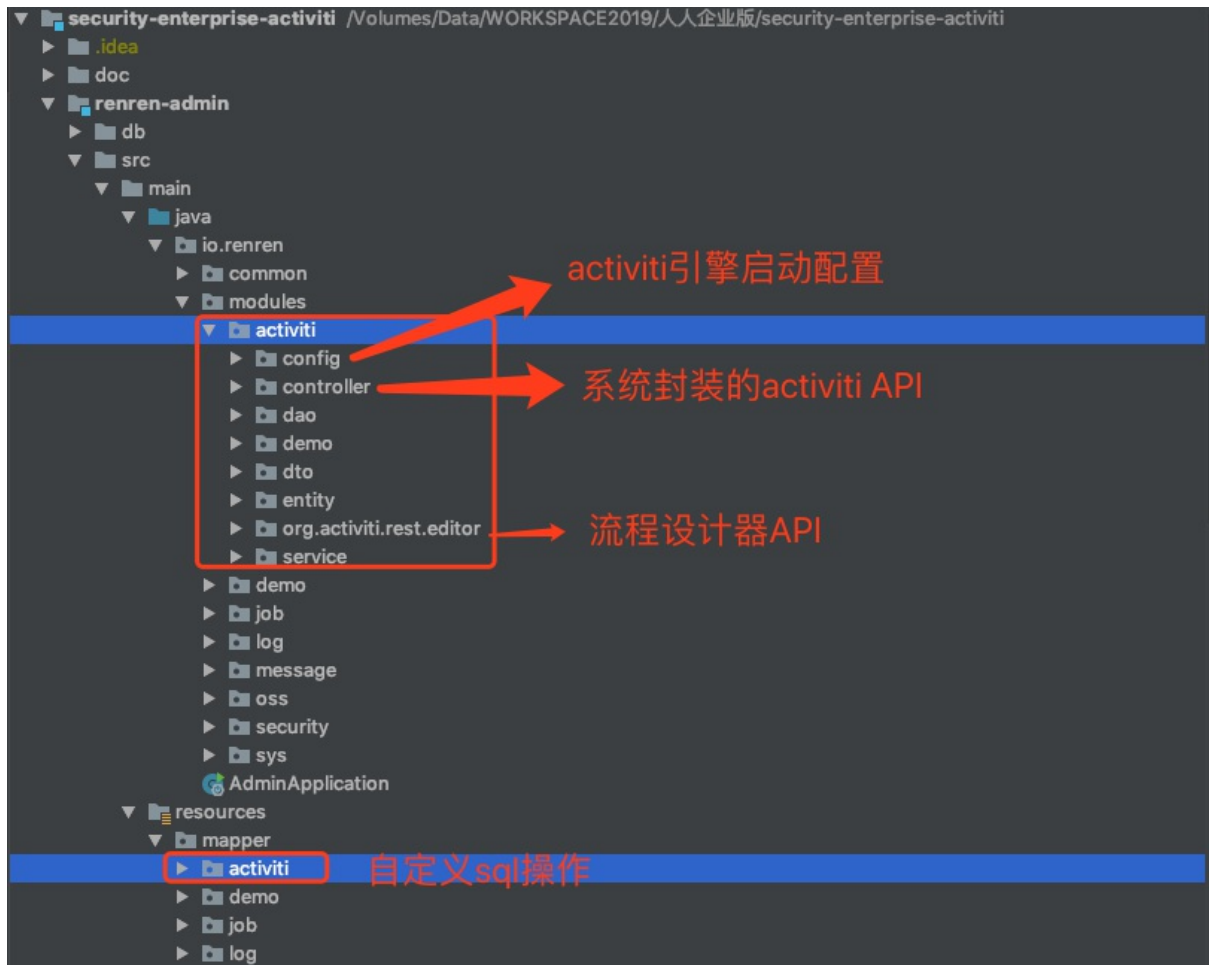 security-enterprise-activiti /Volumes/Data/WORKSPACE2019/人人企业版/security-enterprise-activiti
.idea
doc
renren-admin
db
src
main
java
io.renren
common
activiti引擎启动配置
modules
activiti
config
controller
系统封装的activiti API
dao
demo
dto
entity
org.activiti.rest.editor
流程设计器API
service
demo
job
log
message
oss
security
sys
AdminApplication
resources
mapper
activiti
自定义sql操作
demo
job
log